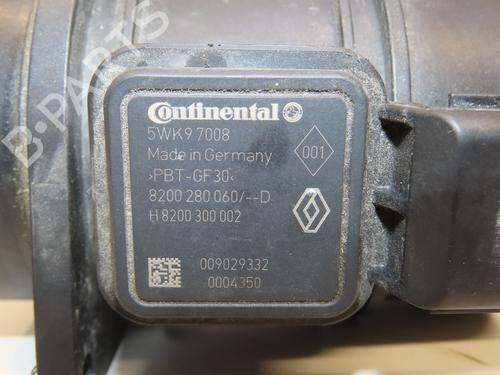 Continental
5WK9 7008
Made in Germany
001
>PBT-GF30<
8200 280 060/--D
H 8200 300 002
009029332
0004350
B-PARTS